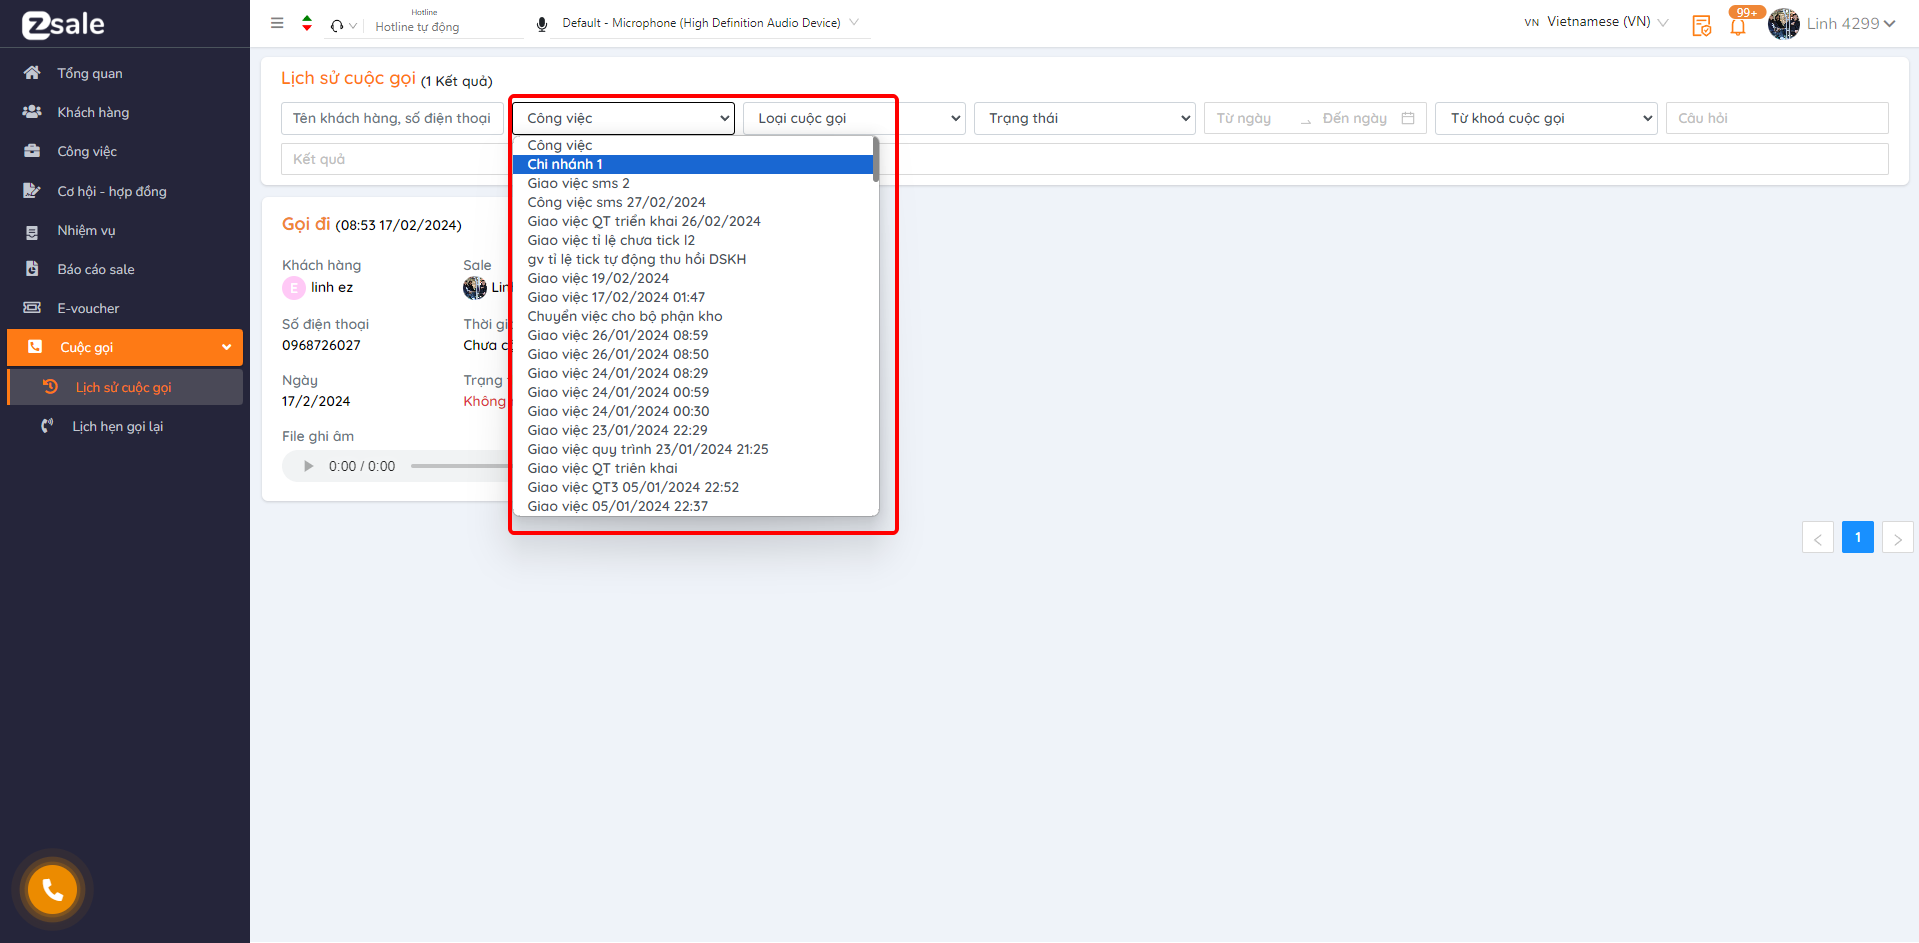 zsale
Tổng quan
Khách hàng
Công việc
Cơ hội - hợp đồng
Nhiệm vụ
Báo cáo sale
E-voucher
Cuộc gọi
Lịch sử cuộc gọi
Lịch hẹn gọi lại
Hotline
Hotline tự động
Default - Microphone (High Definition Audio Device)
VN Vietnamese (VN)
99+
Linh 4299
Lịch sử cuộc gọi (1 Kết quả)
Tên khách hàng, số điện thoại
Công việc
Loại cuộc gọi
Trạng thái
Từ ngày
Đến ngày
Từ khoá cuộc gọi
Câu hỏi
Kết quả
Công việc
Chi nhánh 1
Giao việc sms 2
Công việc sms 27/02/2024
Giao việc QT triển khai 26/02/2024
Giao việc tỉ lệ chưa tick l2
gv tỉ lệ tick tự động thu hồi DSKH
Giao việc 19/02/2024
Giao việc 17/02/2024 01:47
Chuyển việc cho bộ phận kho
Giao việc 26/01/2024 08:59
Giao việc 26/01/2024 08:50
Giao việc 24/01/2024 08:29
Giao việc 24/01/2024 00:59
Giao việc 24/01/2024 00:30
Giao việc 23/01/2024 22:29
Giao việc quy trình 23/01/2024 21:25
Giao việc QT triên khai
Giao việc QT3 05/01/2024 22:52
Giao việc 05/01/2024 22:37
Gọi đi (08:53 17/02/2024)
Khách hàng
E linh ez
Sale
Số điện thoại
0968726027
Thời
Chưa
Ngày
17/2/2024
Trạng
Không
File ghi âm
0:00 / 0:00
1